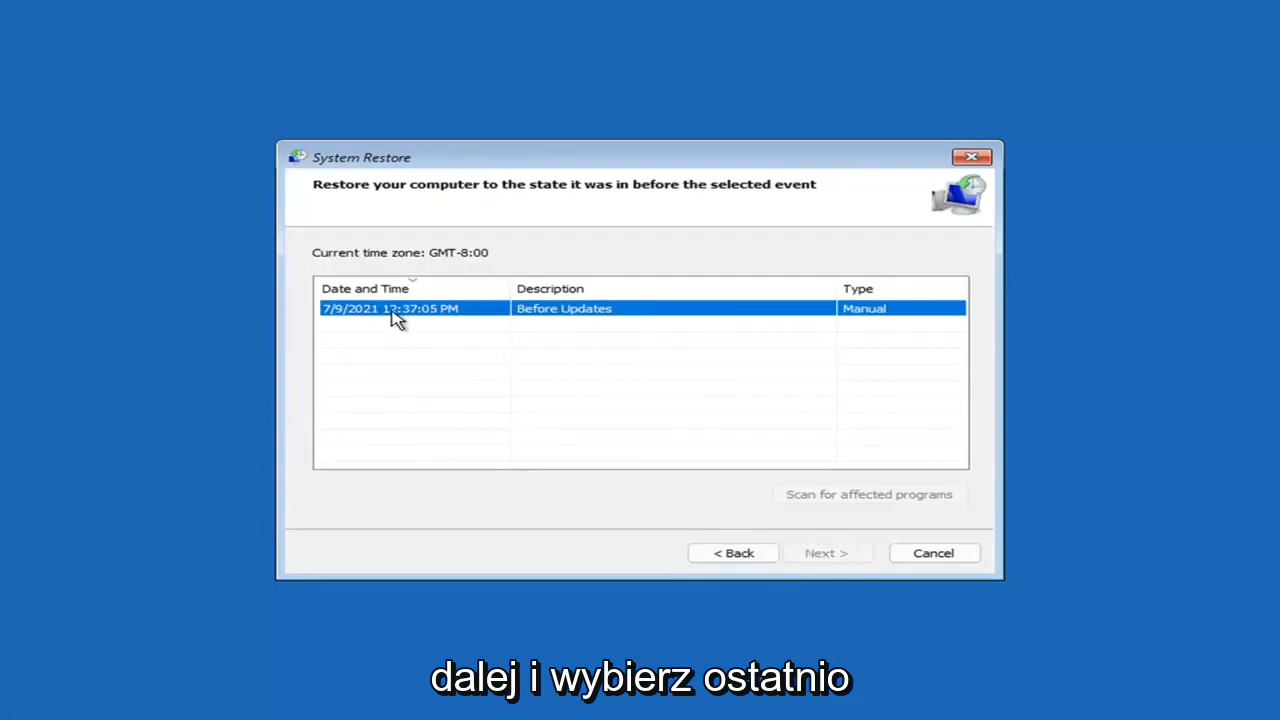 System Restore
Restore your computer to the state it was in before the selected event
Current time zone: GMT-8:00
Date and Time Description Type
7/9/2021 12:37:05 PM Before Updates Manual
Scan for affected programs
< Back Next > Cancel
dalej i wybierz ostatnio